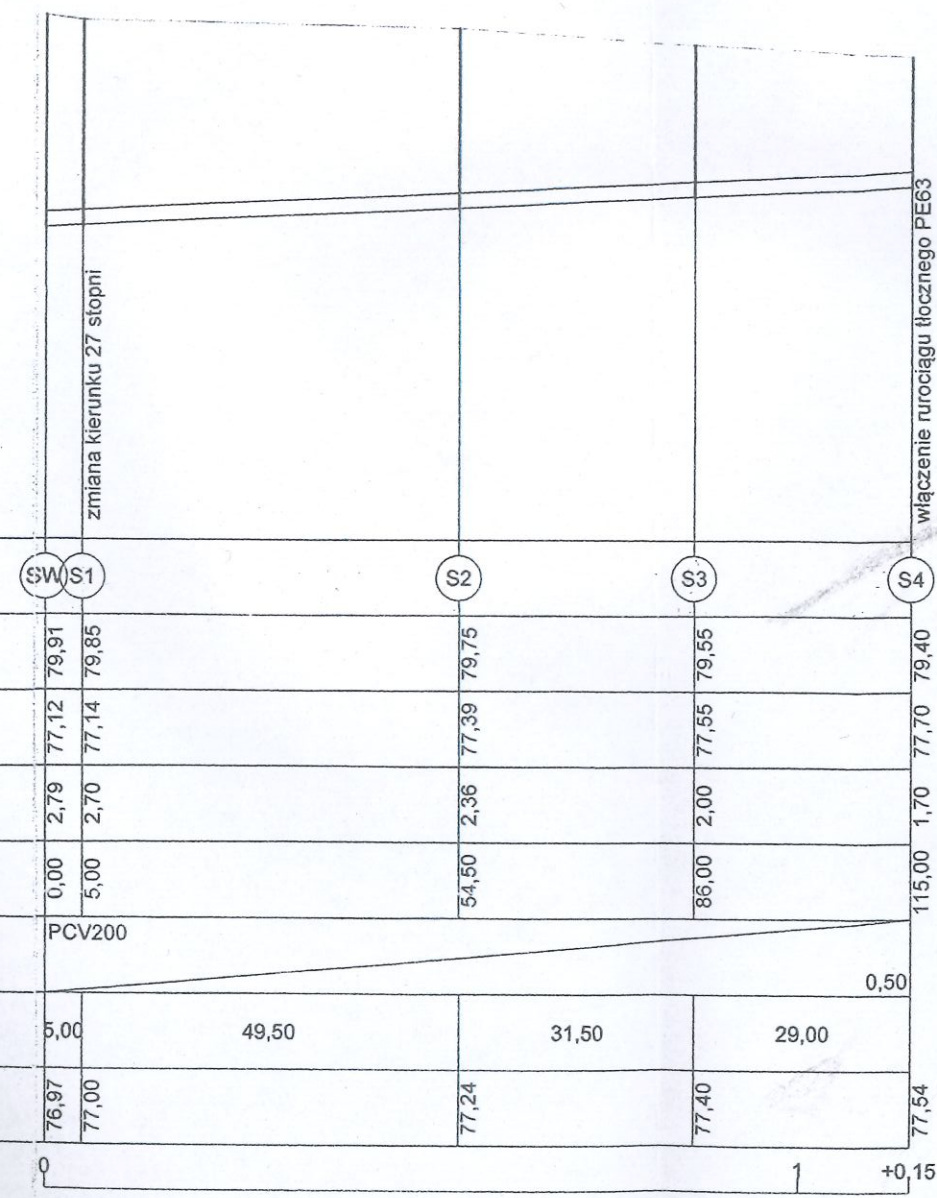 zmiana kierunku 27 stopni
włączenie rurociągu tłocznego PE63
SW S1 S2 S3 S4
79,91 79,85 79,75 79,55 79,40
77,12 77,14 77,39 77,55 77,70
2,79 2,70 2,36 2,00 1,70
0,00 5,00 54,50 86,00 115,00
PCV200
0,50
5,00 49,50 31,50 29,00
76,97 77,00 77,24 77,40 77,54
0 1 +0,15